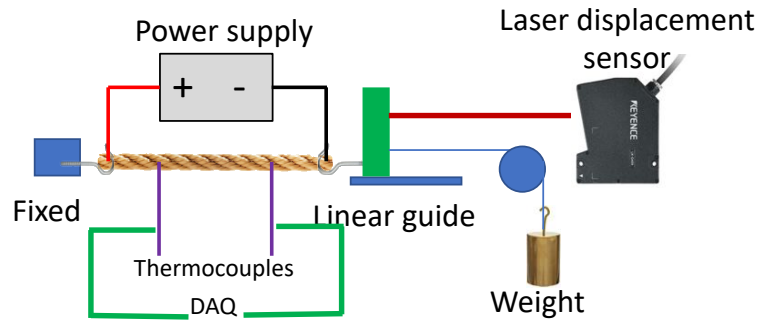 Power supply
Laser displacement
sensor
+ -
KEYENCE
Fixed
Linear guide
Thermocouples
DAQ
Weight